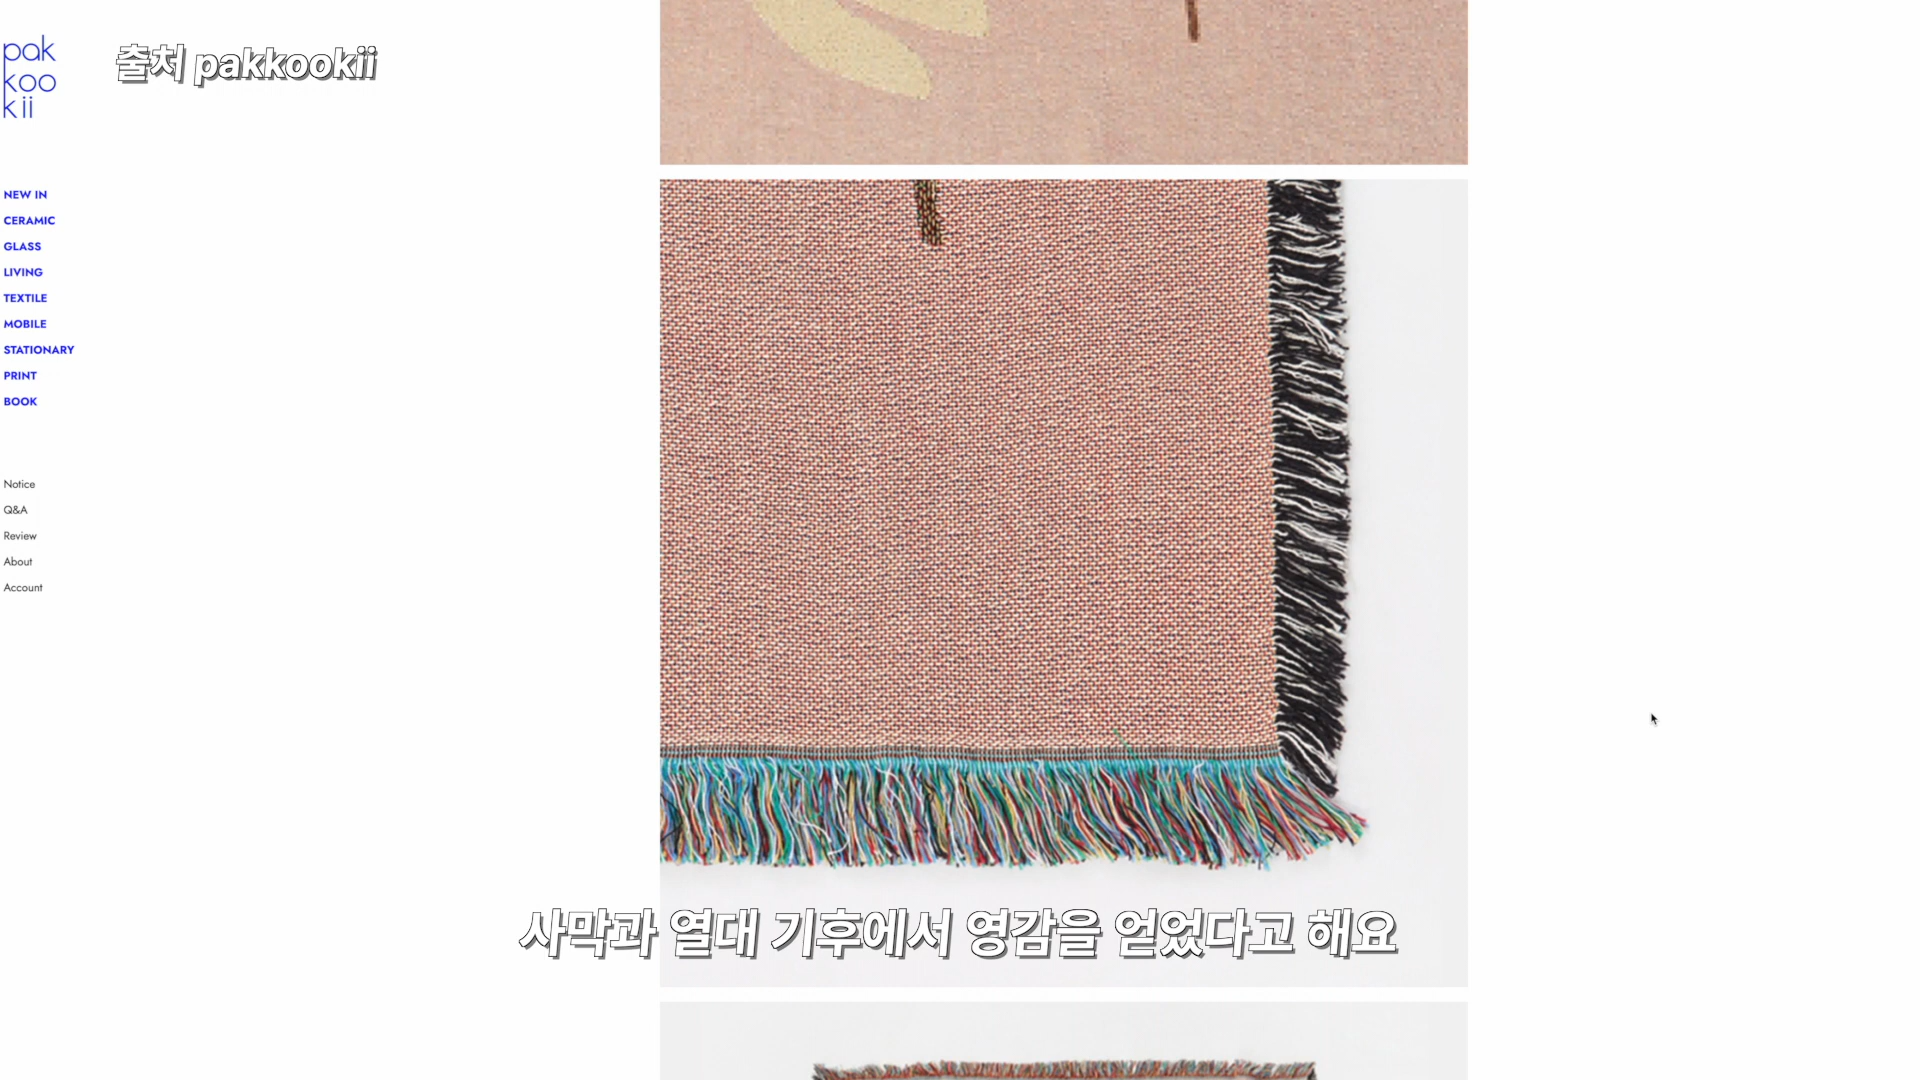 pak
koo
kii
출처 pakkookii
NEW IN
CERAMIC
GLASS
LIVING
TEXTILE
MOBILE
STATIONARY
PRINT
BOOK
Notice
Q&A
Review
About
Account
사막과 열대 기후에서 영감을 얻었다고 해요